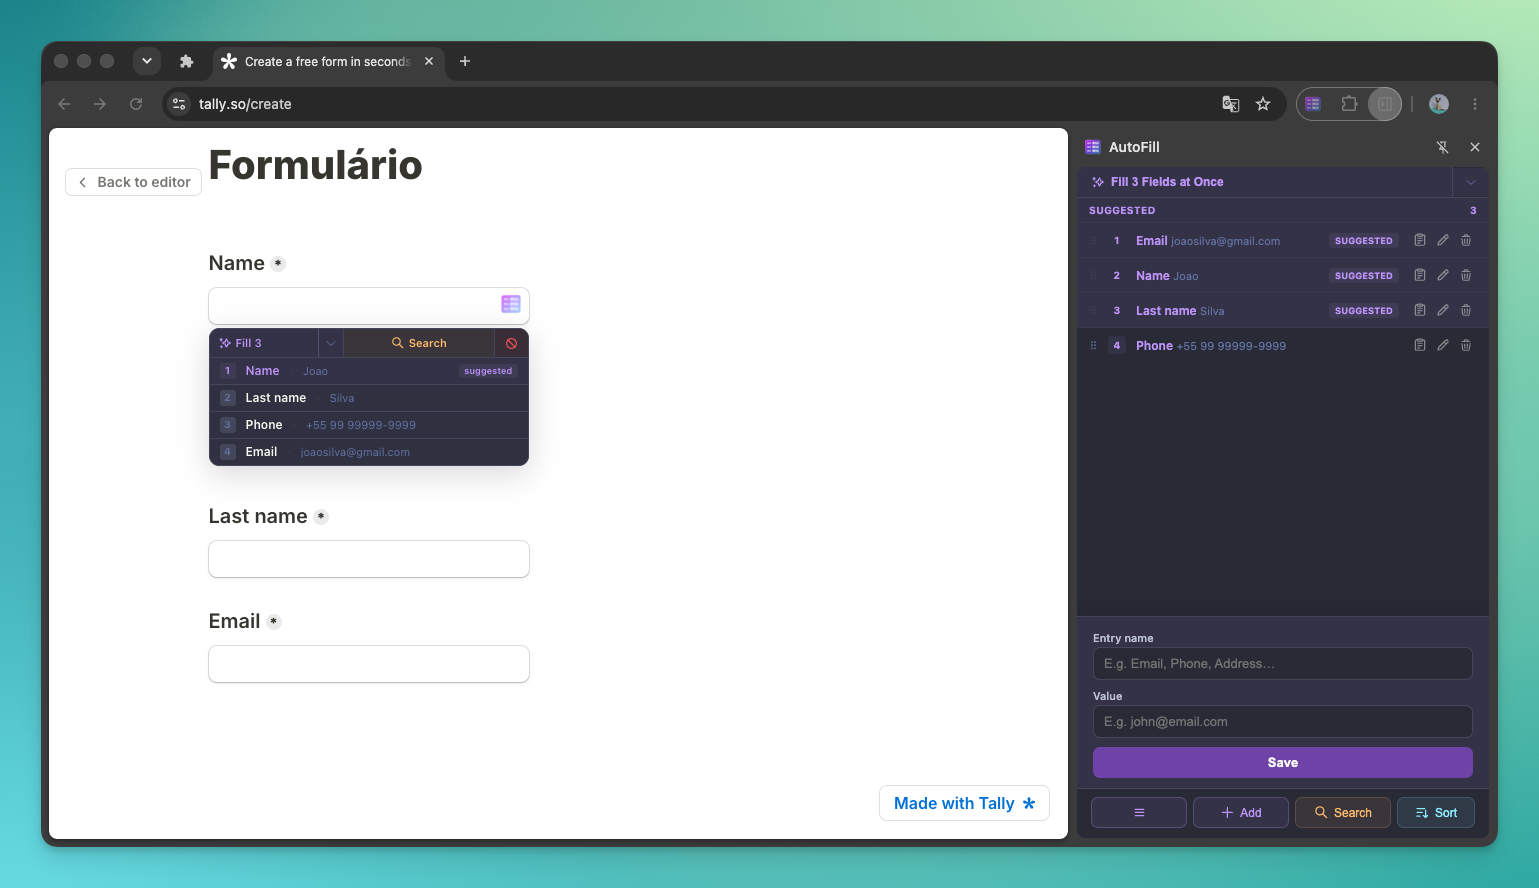 Create a free form in seconds
tally.so/create
Back to editor
Formulário
Name *
Fill 3
Search
1 Name Joao suggested
2 Last name Silva
3 Phone +55 99 99999-9999
4 Email joaosilva@gmail.com
Last name *
Email *
Made with Tally
AutoFill
Fill 3 Fields at Once
SUGGESTED 3
1 Email joaosilva@gmail.com SUGGESTED
2 Name Joao SUGGESTED
3 Last name Silva SUGGESTED
4 Phone +55 99 99999-9999
Entry name
E.g. Email, Phone, Address…
Value
E.g. john@email.com
Save
Add
Search
Sort